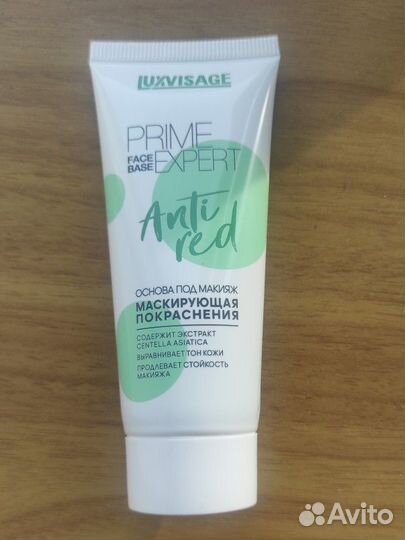 LUXVISAGE
PRIME
FACE BASE EXPERT
Anti
red
ОСНОВА ПОД МАКИЯЖ
МАСКИРУЮЩАЯ
ПОКРАСНЕНИЯ
СОДЕРЖИТ ЭКСТРАКТ
CENTELLA ASIATICA
ВЫРАВНИВАЕТ ТОН КОЖИ
ПРОДЛЕВАЕТ СТОЙКОСТЬ
МАКИЯЖА
Avito